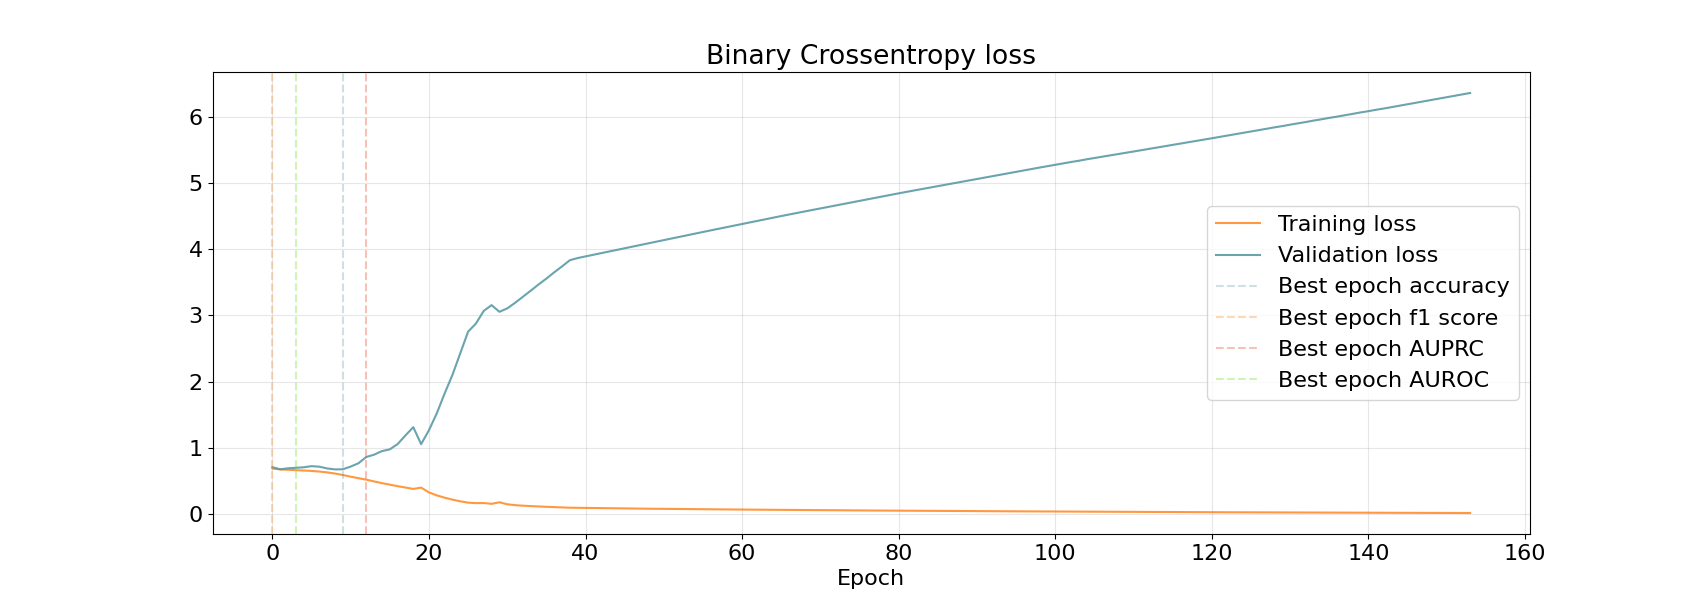 Binary Crossentropy loss
6
5
4
3
2
1
0
Training loss
Validation loss
Best epoch accuracy
Best epoch f1 score
Best epoch AUPRC
Best epoch AUROC
0 20 40 60 80 100 120 140 160
Epoch